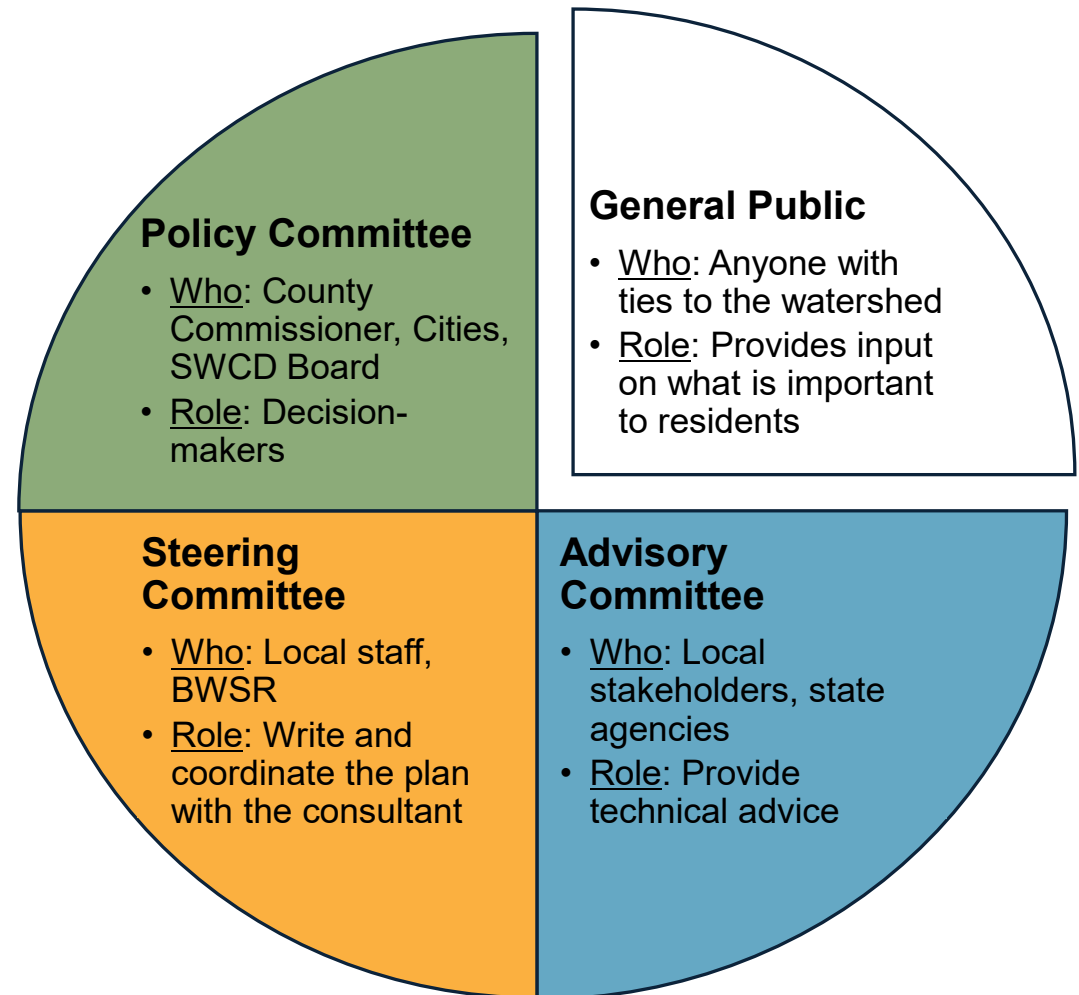 Policy Committee
• Who: County
Commissioner, Cities,
SWCD Board
• Role: Decision-
makers
General Public
• Who: Anyone with
ties to the watershed
• Role: Provides input
on what is important
to residents
Steering
Committee
• Who: Local staff,
BWSR
• Role: Write and
coordinate the plan
with the consultant
Advisory
Committee
• Who: Local
stakeholders, state
agencies
• Role: Provide
technical advice